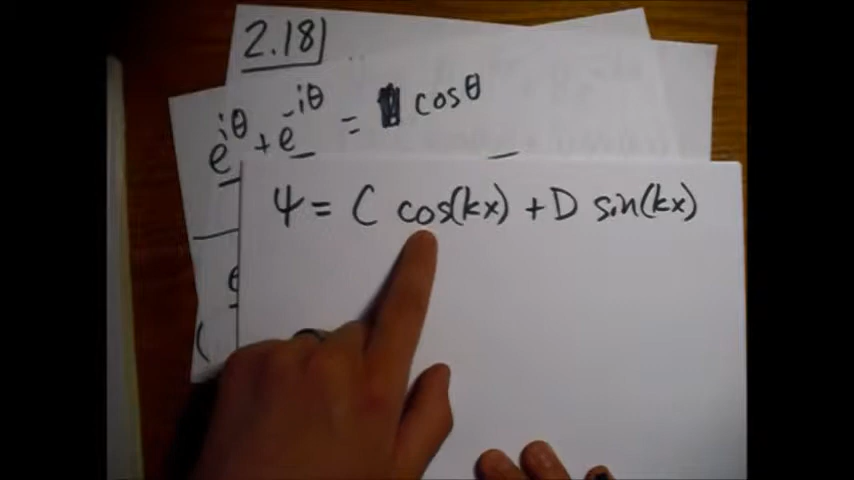 2.18
e^{iθ} + e^{-iθ} = cosθ
ψ = C cos(kx) + D sin(kx)